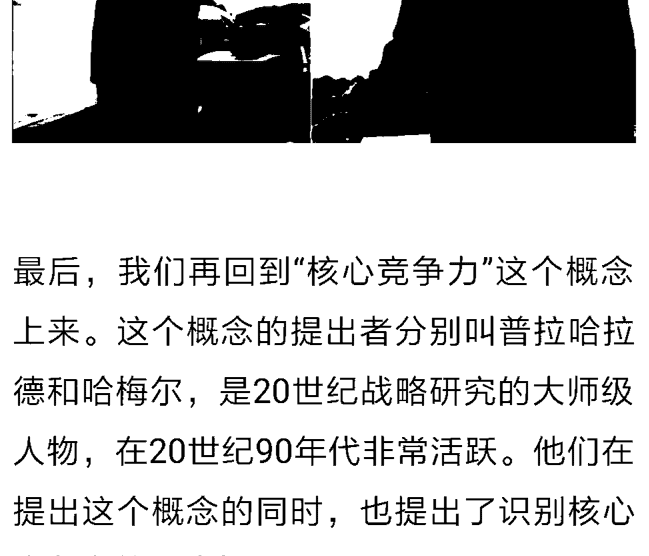 最后，我们再回到“核心竞争力”这个概念
上来。这个概念的提出者分别叫普拉哈拉
德和哈梅尔，是20世纪战略研究的大师级
人物，在20世纪90年代非常活跃。他们在
提出这个概念的同时，也提出了识别核心